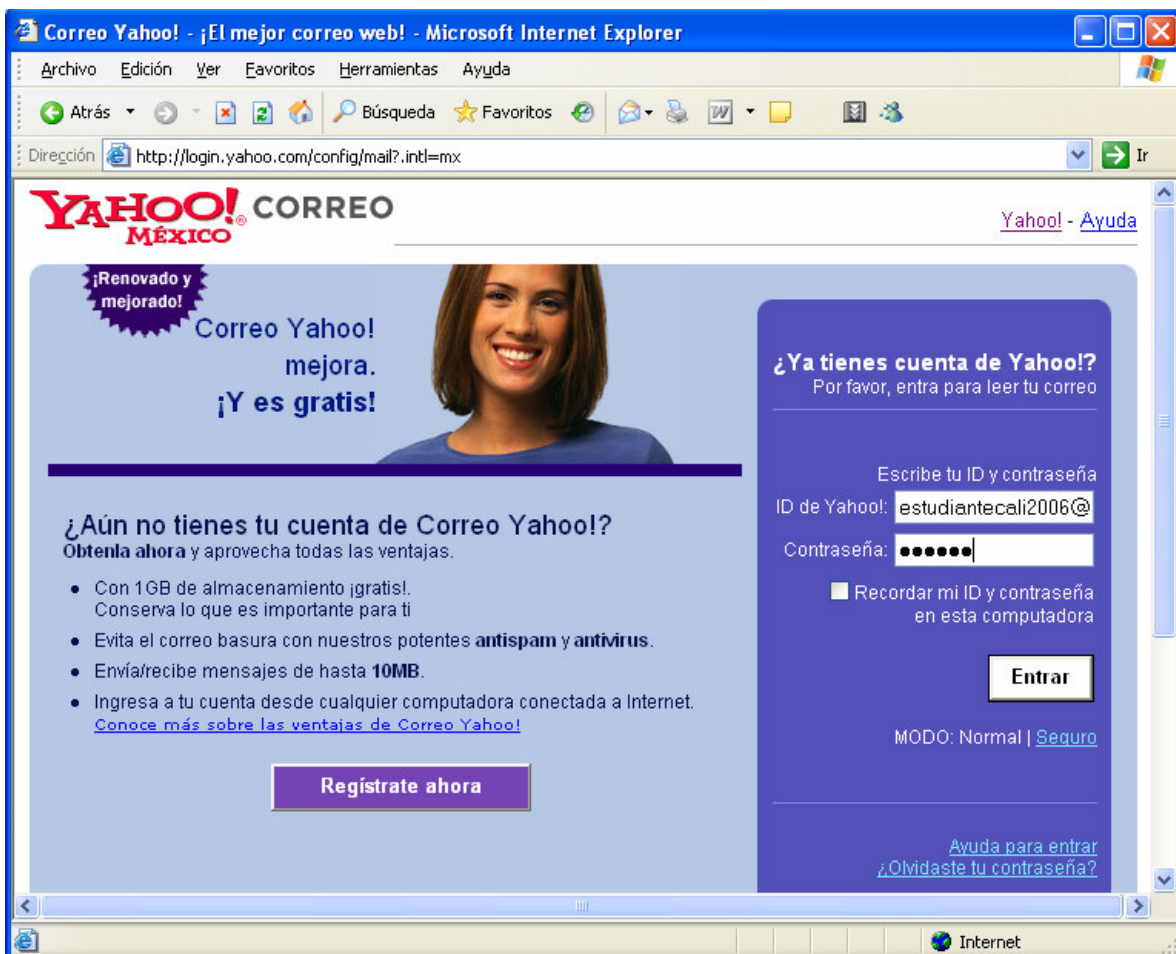 Correo Yahoo! - ¡El mejor correo web! - Microsoft Internet Explorer
Archivo Edición Ver Favoritos Herramientas Ayuda
Atrás Búsqueda Favoritos
Dirección http://login.yahoo.com/config/mail?.intl=mx Ir
YAHOO!® CORREO
MÉXICO
Yahoo! - Ayuda
¡Renovado y
mejorado!
Correo Yahoo!
mejora.
¡Y es gratis!
¿Aún no tienes tu cuenta de Correo Yahoo!?
Obtenla ahora y aprovecha todas las ventajas.
• Con 1GB de almacenamiento ¡gratis!.
Conserva lo que es importante para ti
• Evita el correo basura con nuestros potentes antispam y antivirus.
• Envía/recibe mensajes de hasta 10MB.
• Ingresa a tu cuenta desde cualquier computadora conectada a Internet.
Conoce más sobre las ventajas de Correo Yahoo!
Regístrate ahora
¿Ya tienes cuenta de Yahoo!?
Por favor, entra para leer tu correo
Escribe tu ID y contraseña
ID de Yahoo!: estudiantecali2006@
Contraseña: ●●●●●●
Recordar mi ID y contraseña
en esta computadora
Entrar
MODO: Normal | Seguro
Ayuda para entrar
¿Olvidaste tu contraseña?
Internet